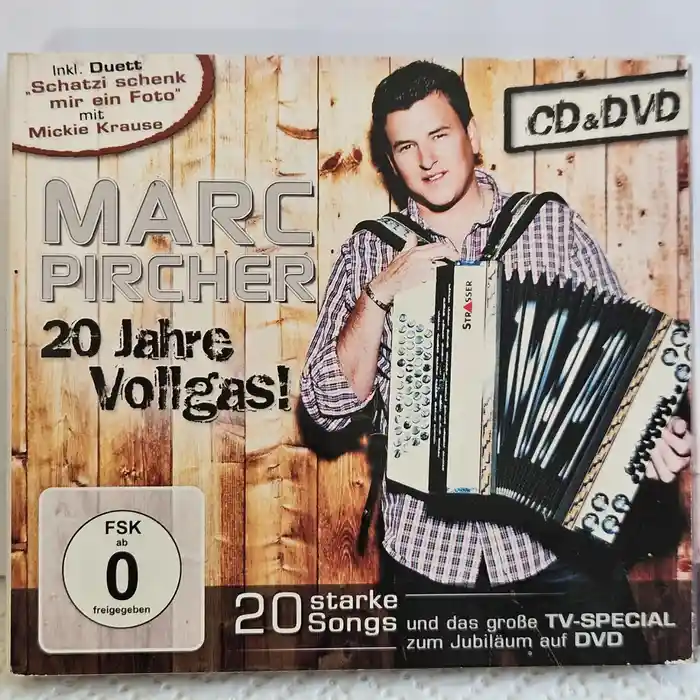 Inkl. Duett
„Schatzi schenk
mir ein Foto"
mit
Mickie Krause
CD & DVD
MARC
PIRCHER
20 Jahre
Vollgas!
STRASSER
FSK
ab
0
freigegeben
20 starke
Songs
und das große TV-SPECIAL
zum Jubiläum auf DVD